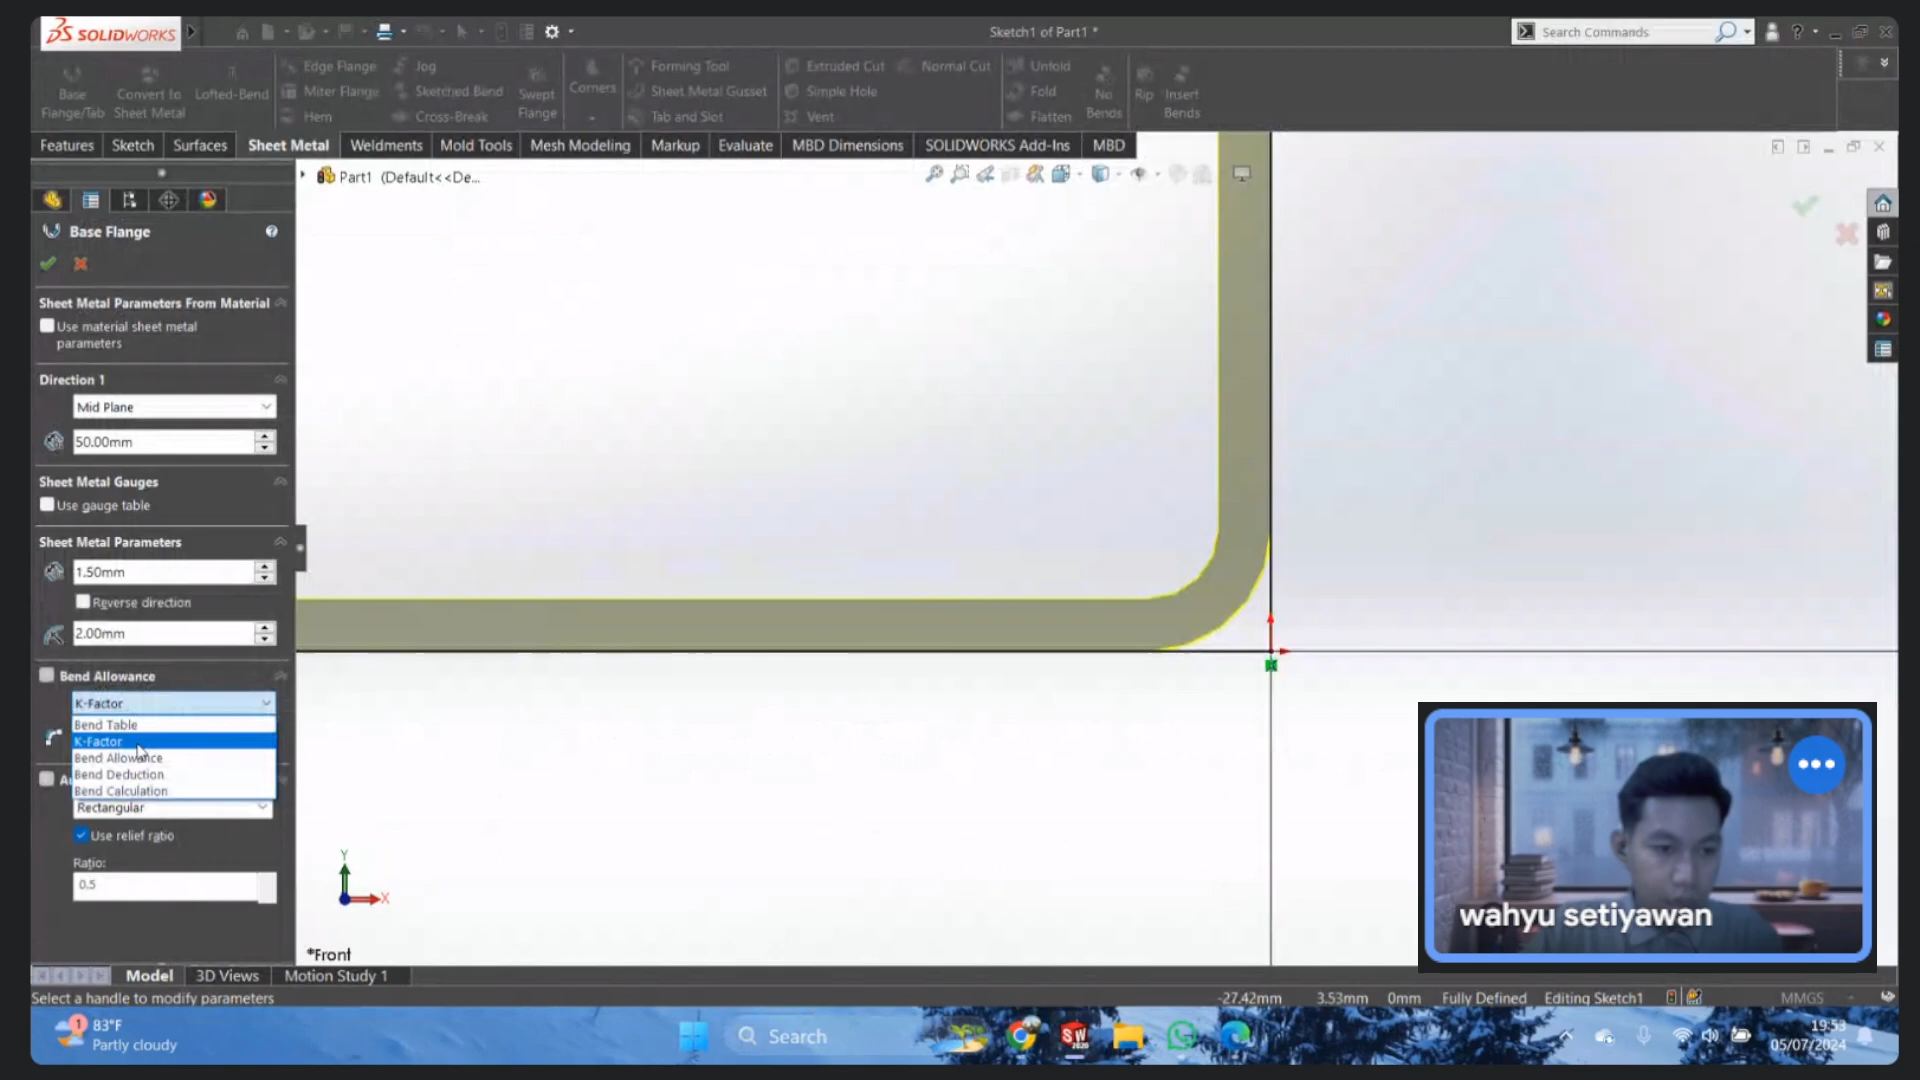 SOLIDWORKS
Sketch1 of Part1 *
Search Commands
Base Flange/Tab
Convert to Sheet Metal
Lofted-Bend
Edge Flange
Miter Flange
Hem
Jog
Sketched Bend
Cross-Break
Swept Flange
Corners
Forming Tool
Sheet Metal Gusset
Tab and Slot
Extruded Cut
Simple Hole
Vent
Normal Cut
Unfold
Fold
Flatten
No Bends
Rip
Insert Bends
Features Sketch Surfaces Sheet Metal Weldments Mold Tools Mesh Modeling Markup Evaluate MBD Dimensions SOLIDWORKS Add-Ins MBD
Part1 (Default<<De...
Base Flange
Sheet Metal Parameters From Material
Use material sheet metal
parameters
Direction 1
Mid Plane
50.00mm
Sheet Metal Gauges
Use gauge table
Sheet Metal Parameters
1.50mm
Reverse direction
2.00mm
Bend Allowance
K-Factor
Bend Table
K-Factor
Bend Allowance
Bend Deduction
Bend Calculation
Rectangular
Use relief ratio
Ratio:
0.5
Y
X
*Front
wahyu setiyawan
Model 3D Views Motion Study 1
Select a handle to modify parameters
-27.42mm 3.53mm 0mm Fully Defined Editing Sketch1 MMGS
1
83°F
Partly cloudy
Search
SW
2020
19:53
05/07/2024